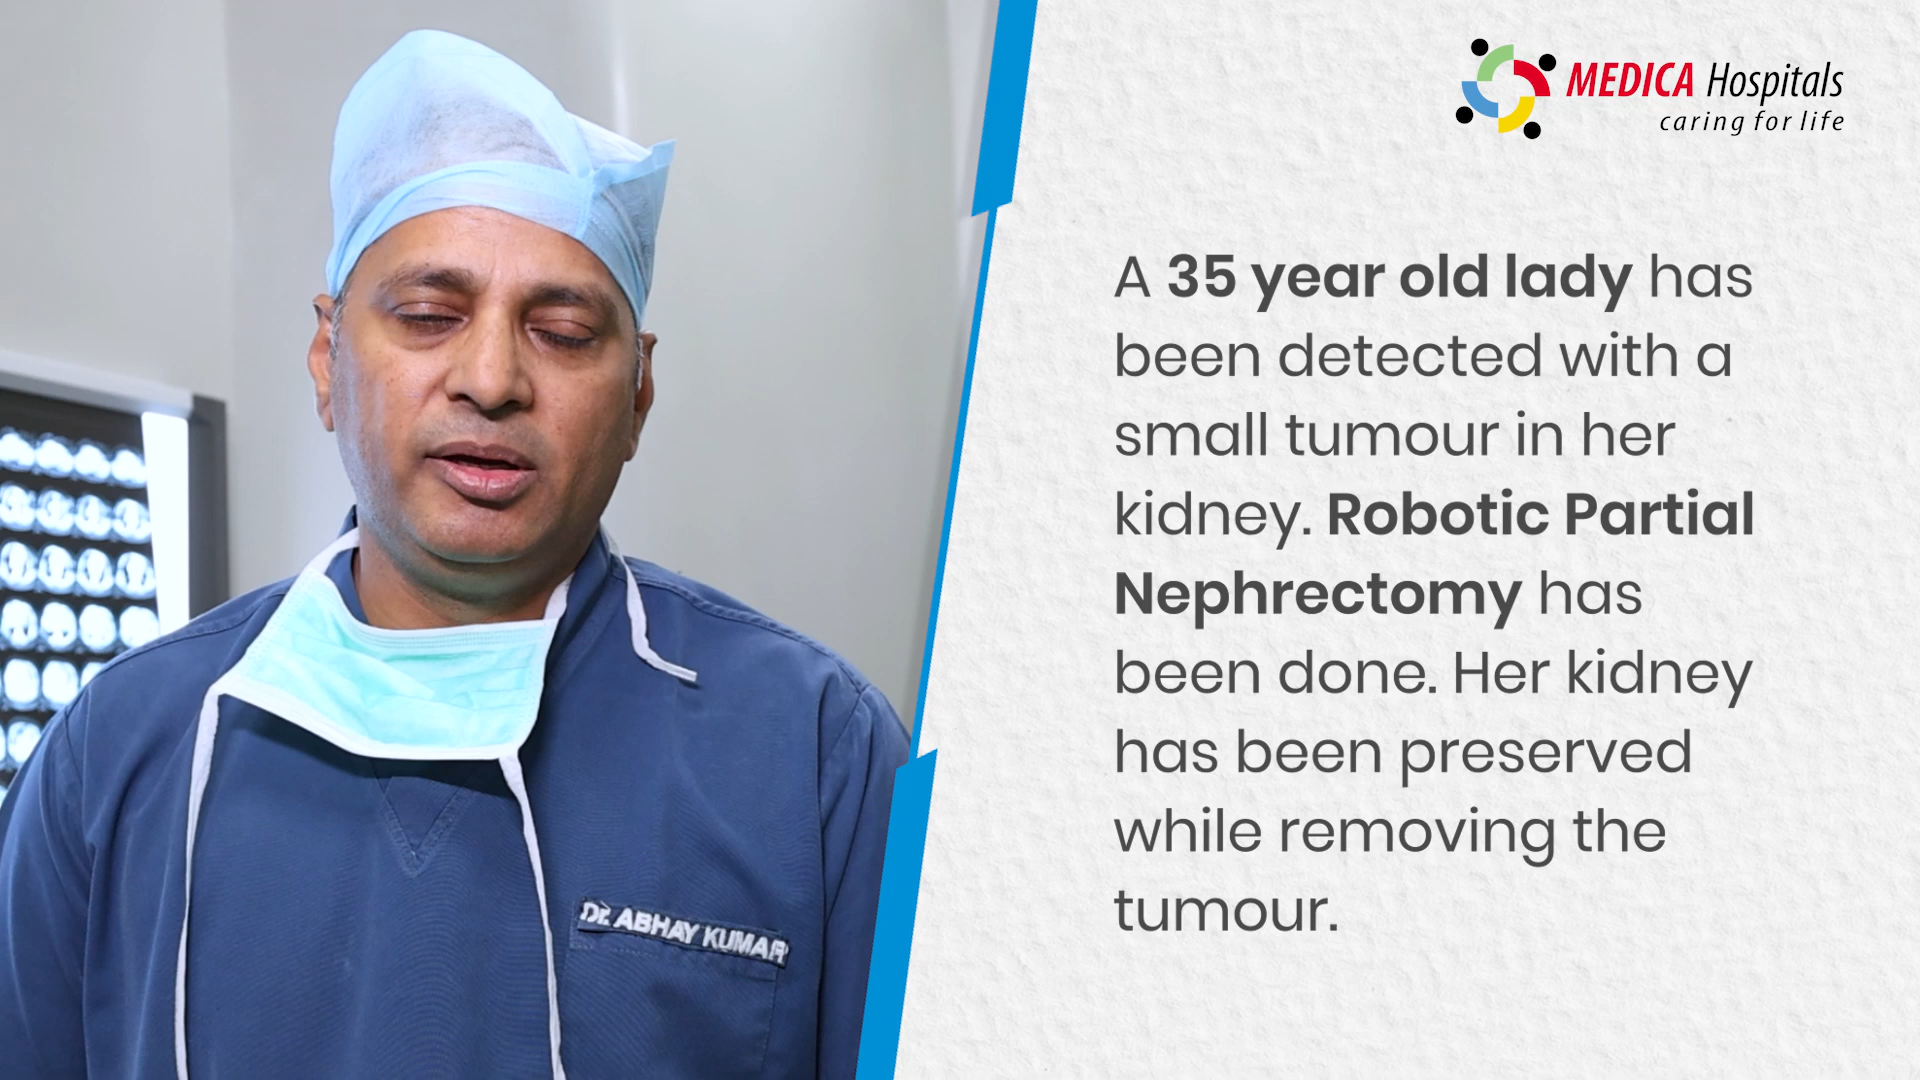 MEDICA Hospitals
caring for life
A 35 year old lady has
been detected with a
small tumour in her
kidney. Robotic Partial
Nephrectomy has
been done. Her kidney
has been preserved
while removing the
tumour.
Dr. ABHAY KUMAR